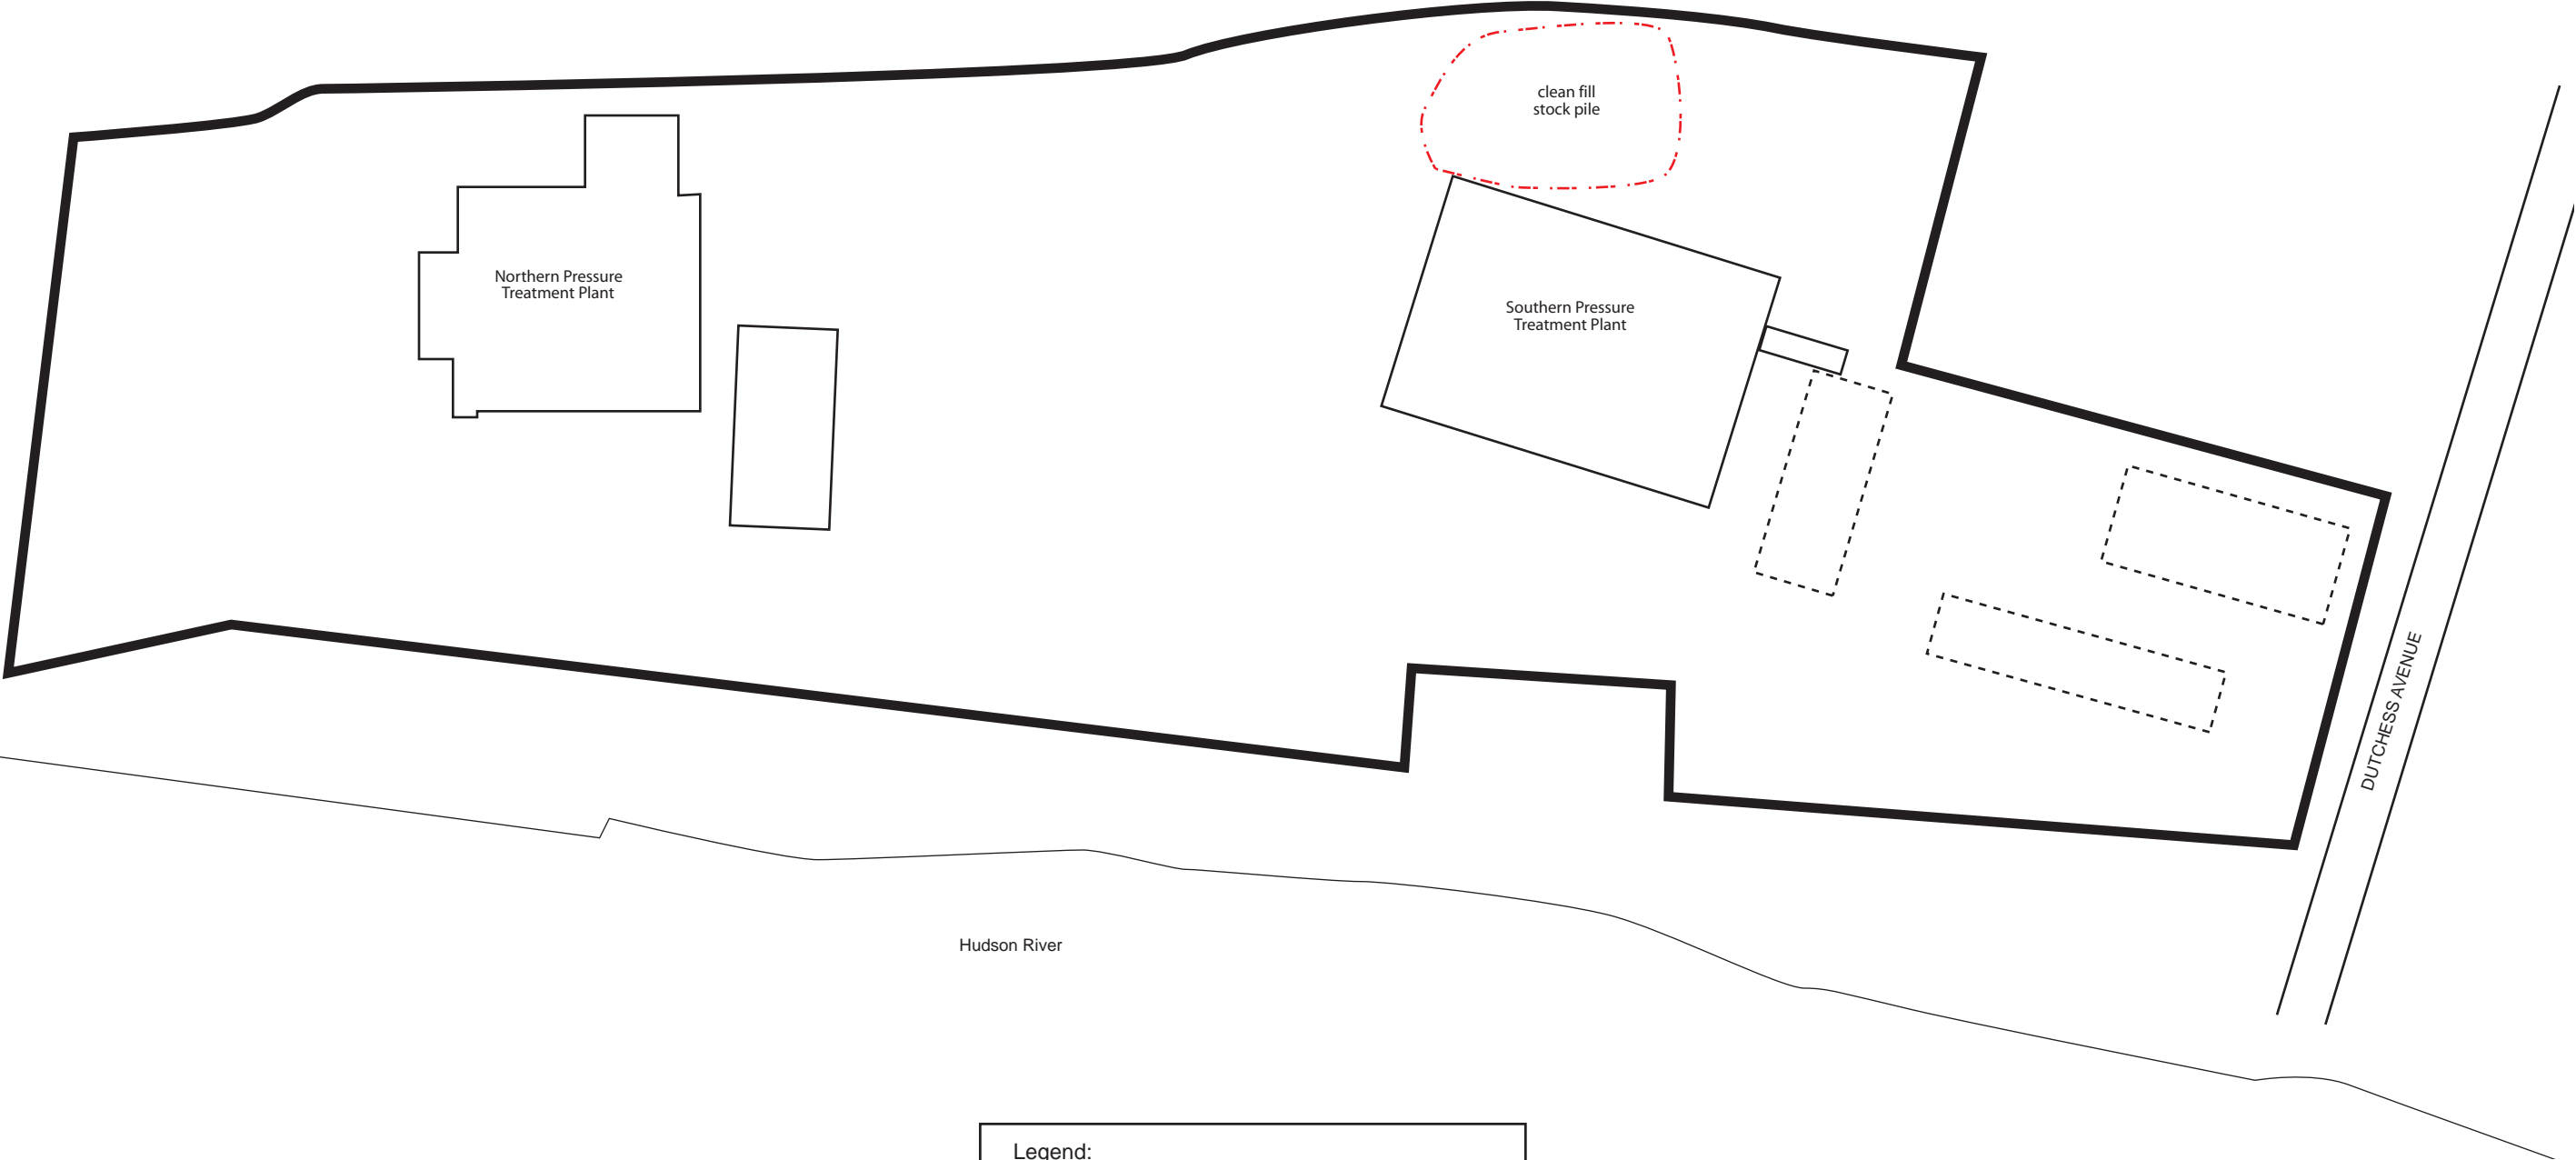 clean fill
stock pile
Northern Pressure
Treatment Plant
Southern Pressure
Treatment Plant
DUTCHESS AVENUE
Hudson River
Legend: